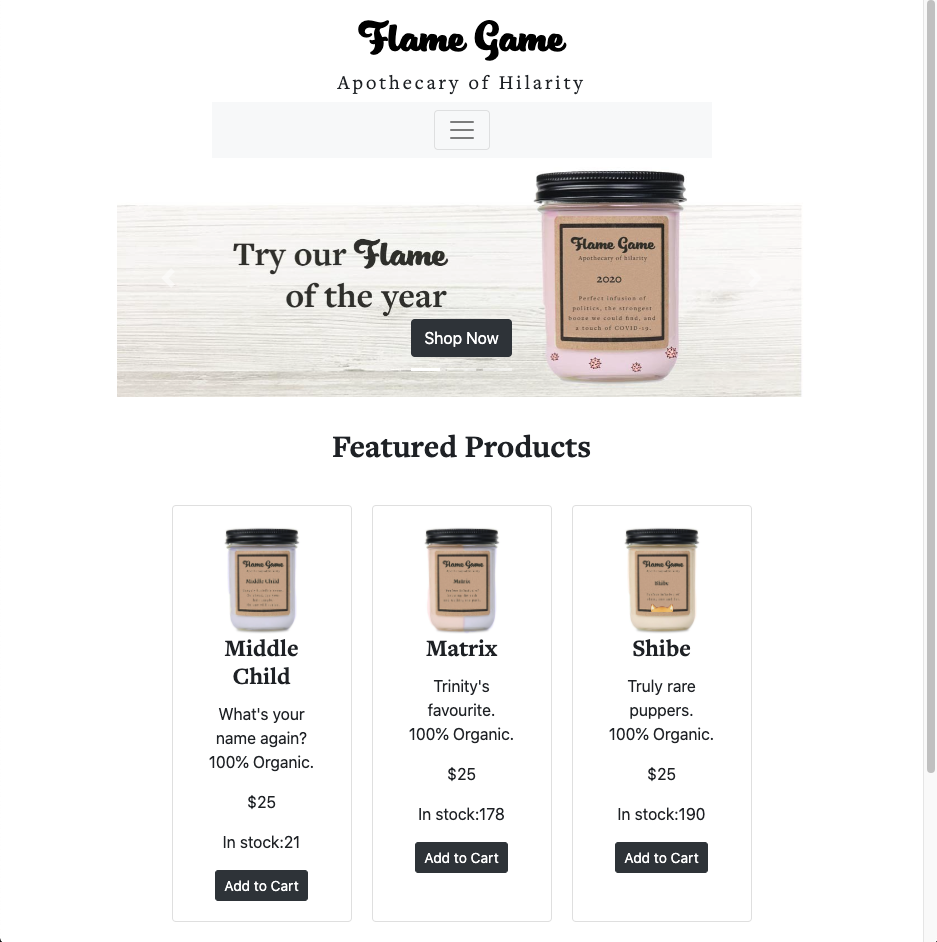 Flame Game
Apothecary of Hilarity
Try our Flame
of the year
Shop Now
Flame Game
Apothecary of hilarity
2020
Perfect infusion of
politics, the strongest
booze we could find, and
a touch of COVID-19.
Featured Products
Flame Game
Middle Child
Middle
Child
What's your
name again?
100% Organic.
$25
In stock:21
Add to Cart
Flame Game
Matrix
Matrix
Trinity's
favourite.
100% Organic.
$25
In stock:178
Add to Cart
Flame Game
Shibe
Shibe
Truly rare
puppers.
100% Organic.
$25
In stock:190
Add to Cart